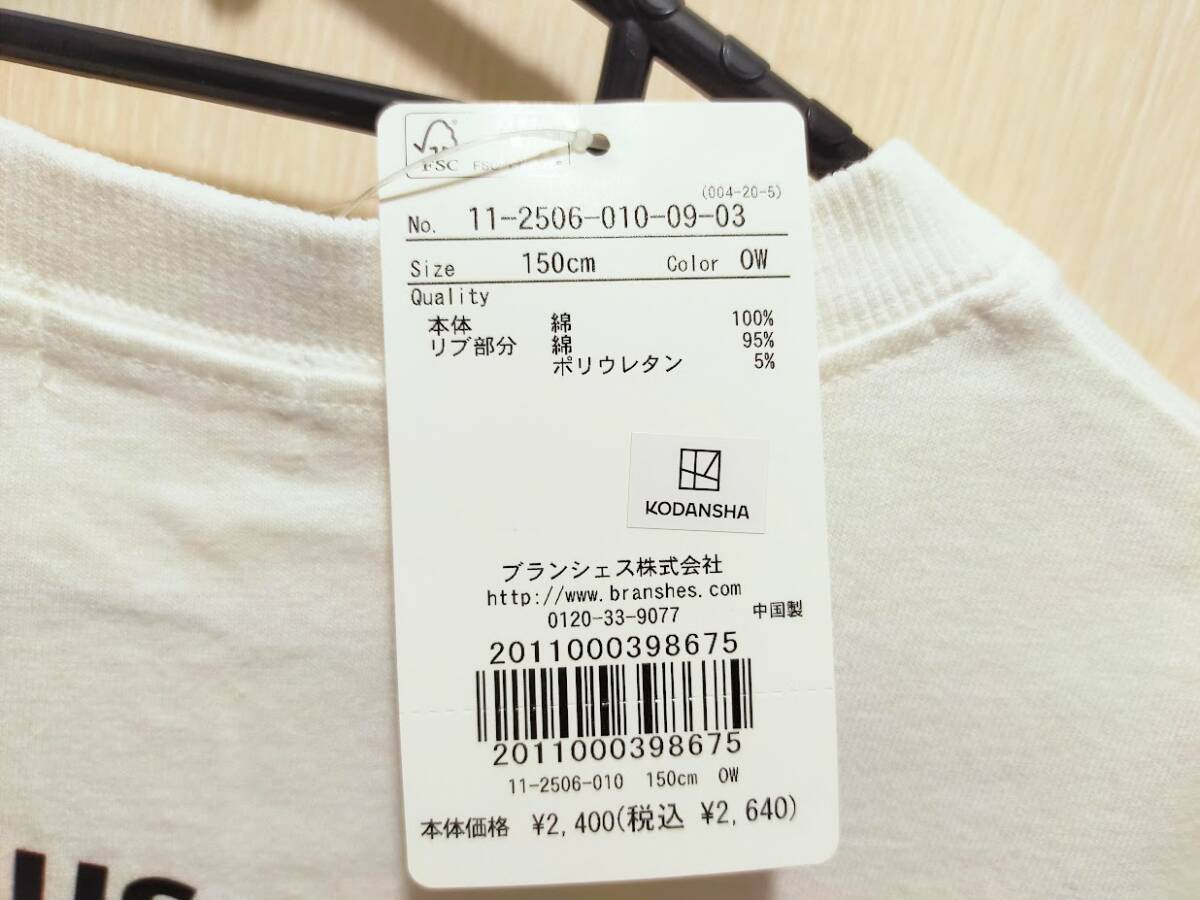 FSC
(004-20-5)
No. 11-2506-010-09-03
Size 150cm Color OW
Quality
本体 綿 100%
リブ部分 綿 95%
ポリウレタン 5%
KODANSHA
ブランシェス株式会社
http://www.branshes.com
0120-33-9077 中国製
2011000398675
2011000398675
11-2506-010 150cm OW
本体価格 ¥2,400(税込 ¥2,640)